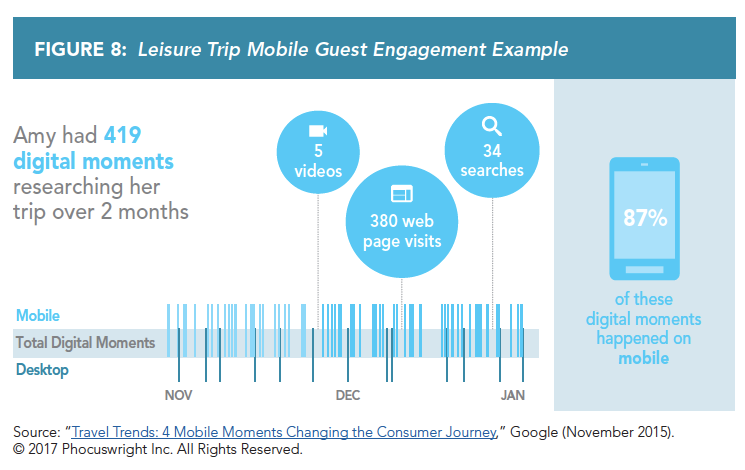 FIGURE 8: Leisure Trip Mobile Guest Engagement Example
Amy had 419
digital moments
researching her
trip over 2 months
5
videos
380 web
page visits
34
searches
87%
of these
digital moments
happened on
mobile
Mobile
Total Digital Moments
Desktop
NOV
DEC
JAN
Source: “Travel Trends: 4 Mobile Moments Changing the Consumer Journey,” Google (November 2015).
© 2017 Phocuswright Inc. All Rights Reserved.